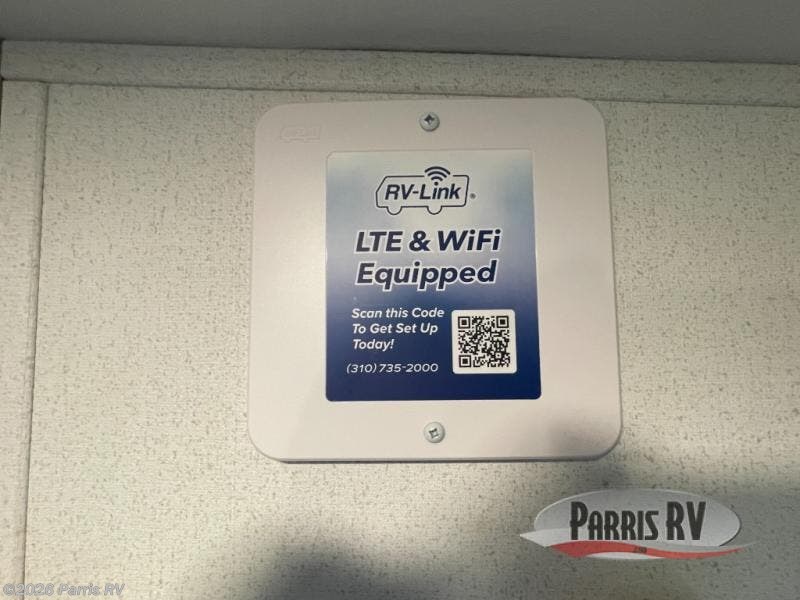 RV-Link®
LTE & WiFi
Equipped
Scan this Code
To Get Set Up
Today!
(310) 735-2000
PARRIS RV
©2026 Parris RV